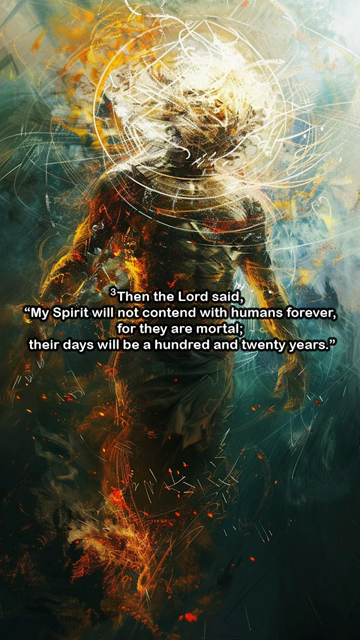 ³Then the Lord said,
“My Spirit will not contend with humans forever,
for they are mortal;
their days will be a hundred and twenty years.”